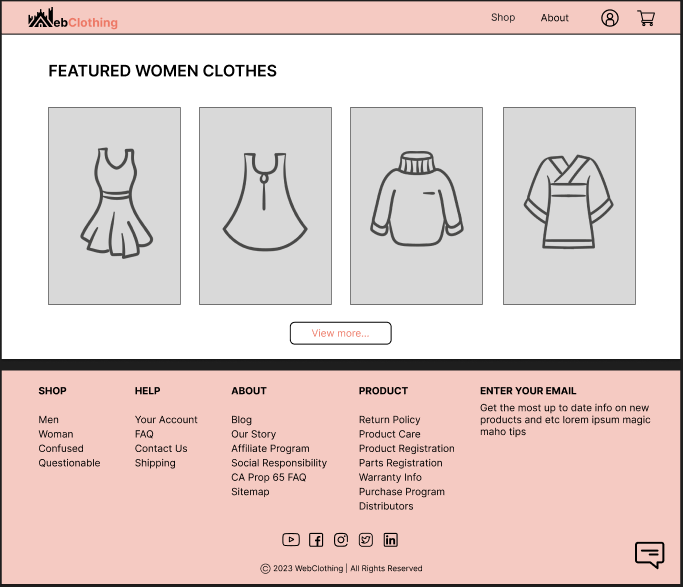 WebClothing
Shop
About
FEATURED WOMEN CLOTHES
View more...
SHOP
Men
Woman
Confused
Questionable
HELP
Your Account
FAQ
Contact Us
Shipping
ABOUT
Blog
Our Story
Affiliate Program
Social Responsibility
CA Prop 65 FAQ
Sitemap
PRODUCT
Return Policy
Product Care
Product Registration
Parts Registration
Warranty Info
Purchase Program
Distributors
ENTER YOUR EMAIL
Get the most up to date info on new
products and etc lorem ipsum magic
maho tips
© 2023 WebClothing | All Rights Reserved